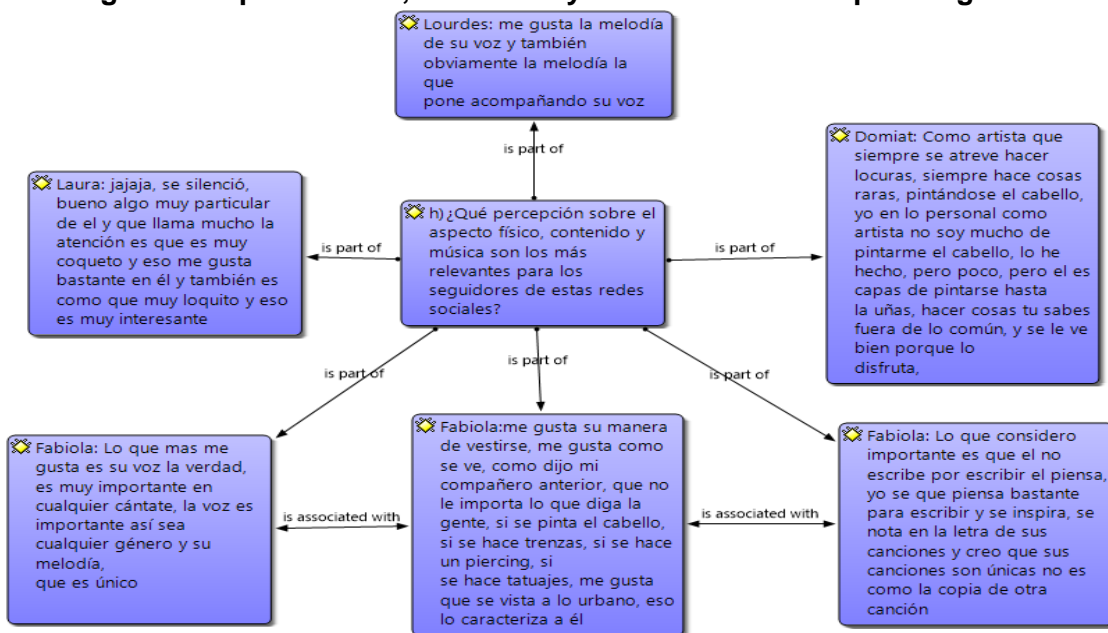 Lourdes: me gusta la melodía
de su voz y también
obviamente la melodía la
que
pone acompañando su voz
is part of
Domiat: Como artista que
siempre se atreve hacer
locuras, siempre hace cosas
raras, pintándose el cabello,
yo en lo personal como
artista no soy mucho de
pintarme el cabello, lo he
hecho, pero poco, pero el es
capas de pintarse hasta
la uñas, hacer cosas tu sabes
fuera de lo común, y se le ve
bien porque lo
disfruta,
Laura: jajaja, se silenció,
bueno algo muy particular
de el y que llama mucho la
atención es que es muy
coqueto y eso me gusta
bastante en él y también es
como que muy loquito y eso
es muy interesante
is part of
h)¿Qué percepción sobre el
aspecto físico, contenido y
música son los más
relevantes para los
seguidores de estas redes
sociales?
is part of
is part of
is part of
is part of
Fabiola: Lo que mas me
gusta es su voz la verdad,
es muy importante en
cualquier cántate, la voz es
importante así sea
cualquier género y su
melodía,
que es único
is associated with
Fabiola:me gusta su manera
de vestirse, me gusta como
se ve, como dijo mi
compañero anterior, que no
le importa lo que diga la
gente, si se pinta el cabello,
si se hace trenzas, si se hace
un piercing, si
se hace tatuajes, me gusta
que se vista a lo urbano, eso
lo caracteriza a él
is associated with
Fabiola: Lo que considero
importante es que el no
escribe por escribir el piensa,
yo se que piensa bastante
para escribir y se inspira, se
nota en la letra de sus
canciones y creo que sus
canciones son únicas no es
como la copia de otra
canción